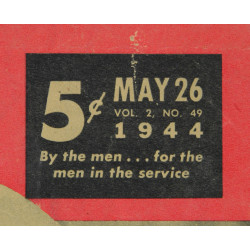 5¢ MAY 26
VOL. 2, NO. 49
1944
By the men . . . for the
men in the service